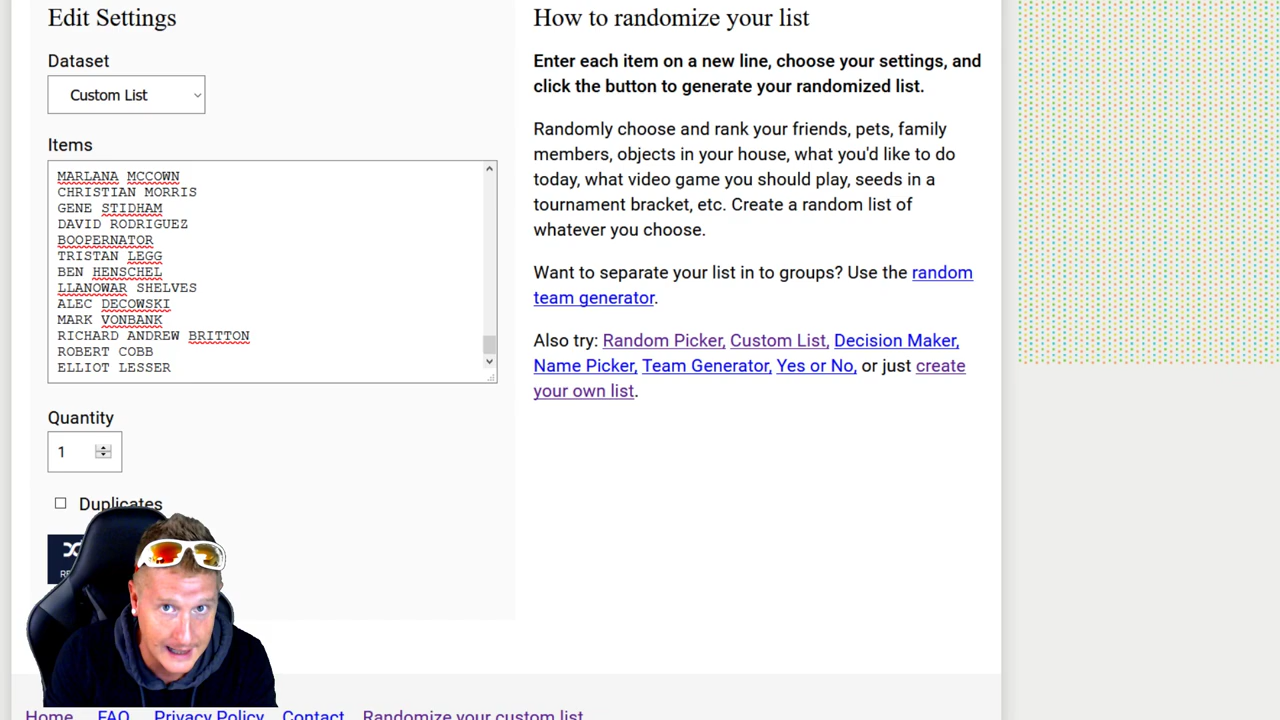 Edit Settings
Dataset
Custom List
Items
MARLANA MCCOWN
CHRISTIAN MORRIS
GENE STIDHAM
DAVID RODRIGUEZ
BOOPERNATOR
TRISTAN LEGG
BEN HENSCHEL
LLANOWAR SHELVES
ALEC DECOWSKI
MARK VONBANK
RICHARD ANDREW BRITTON
ROBERT COBB
ELLIOT LESSER
Quantity
1
Duplicates
How to randomize your list
Enter each item on a new line, choose your settings, and
click the button to generate your randomized list.
Randomly choose and rank your friends, pets, family
members, objects in your house, what you'd like to do
today, what video game you should play, seeds in a
tournament bracket, etc. Create a random list of
whatever you choose.
Want to separate your list in to groups? Use the random
team generator.
Also try: Random Picker, Custom List, Decision Maker,
Name Picker, Team Generator, Yes or No, or just create
your own list.
Home FAQ Privacy Policy Contact Randomize your custom list